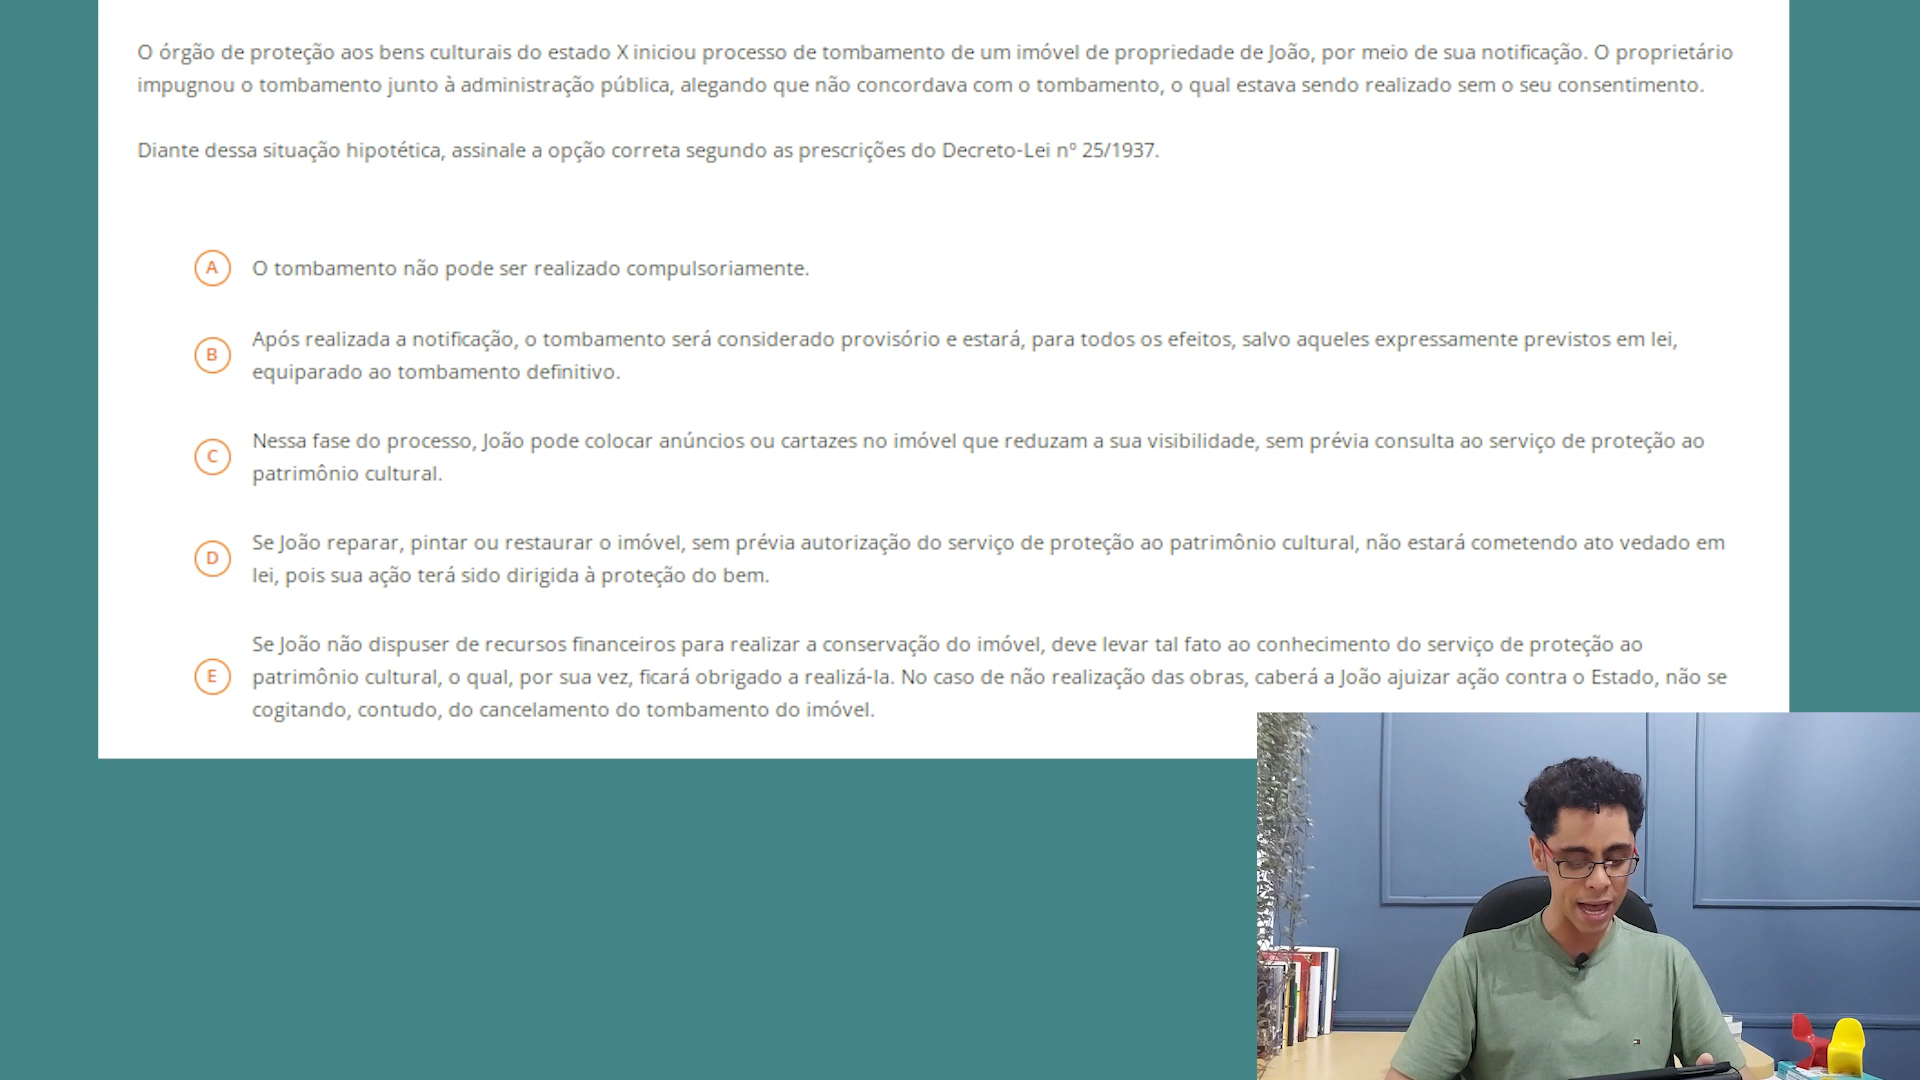 O órgão de proteção aos bens culturais do estado X iniciou processo de tombamento de um imóvel de propriedade de João, por meio de sua notificação. O proprietário
impugnou o tombamento junto à administração pública, alegando que não concordava com o tombamento, o qual estava sendo realizado sem o seu consentimento.
Diante dessa situação hipotética, assinale a opção correta segundo as prescrições do Decreto-Lei nº 25/1937.
A O tombamento não pode ser realizado compulsoriamente.
B Após realizada a notificação, o tombamento será considerado provisório e estará, para todos os efeitos, salvo aqueles expressamente previstos em lei,
equiparado ao tombamento definitivo.
C Nessa fase do processo, João pode colocar anúncios ou cartazes no imóvel que reduzam a sua visibilidade, sem prévia consulta ao serviço de proteção ao
patrimônio cultural.
D Se João reparar, pintar ou restaurar o imóvel, sem prévia autorização do serviço de proteção ao patrimônio cultural, não estará cometendo ato vedado em
lei, pois sua ação terá sido dirigida à proteção do bem.
E Se João não dispuser de recursos financeiros para realizar a conservação do imóvel, deve levar tal fato ao conhecimento do serviço de proteção ao
patrimônio cultural, o qual, por sua vez, ficará obrigado a realizá-la. No caso de não realização das obras, caberá a João ajuizar ação contra o Estado, não se
cogitando, contudo, do cancelamento do tombamento do imóvel.